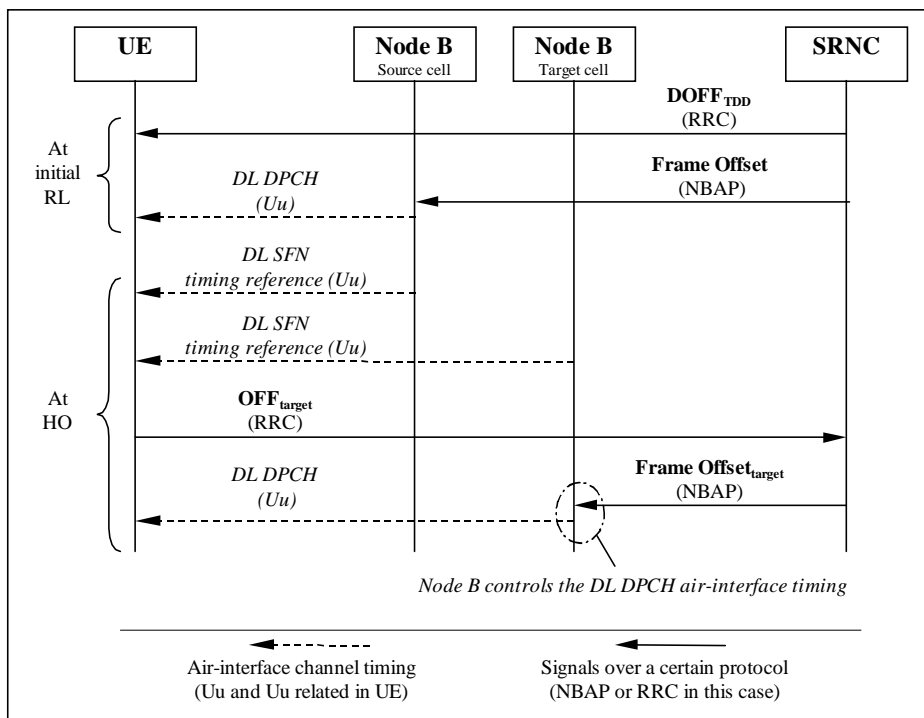 UE
Node B
Source cell
Node B
Target cell
SRNC
DOFF_TDD
(RRC)
At
initial
RL
Frame Offset
(NBAP)
DL DPCH
(Uu)
DL SFN
timing reference (Uu)
DL SFN
timing reference (Uu)
At
HO
OFF_target
(RRC)
Frame Offset_target
(NBAP)
DL DPCH
(Uu)
Node B controls the DL DPCH air-interface timing
Air-interface channel timing
(Uu and Uu related in UE)
Signals over a certain protocol
(NBAP or RRC in this case)